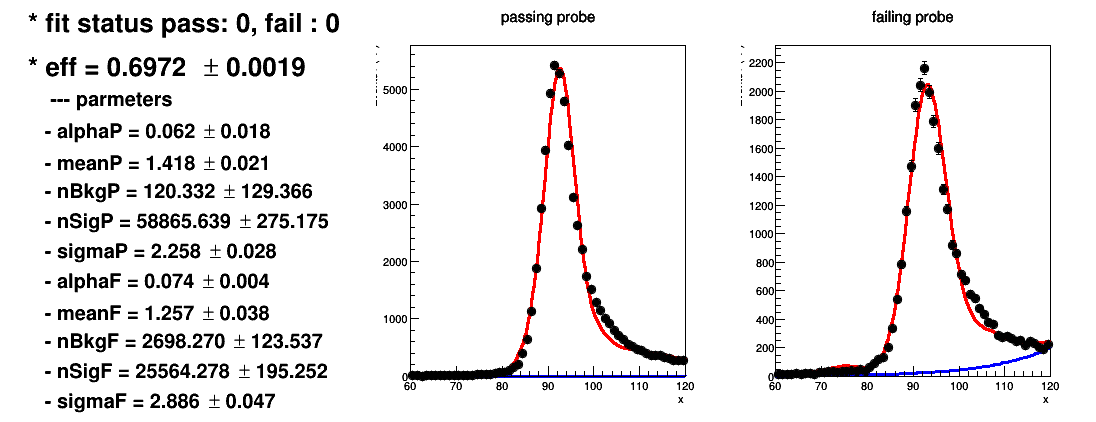 * fit status pass: 0, fail : 0
* eff = 0.6972 ± 0.0019
--- parmeters
- alphaP = 0.062 ± 0.018
- meanP = 1.418 ± 0.021
- nBkgP = 120.332 ± 129.366
- nSigP = 58865.639 ± 275.175
- sigmaP = 2.258 ± 0.028
- alphaF = 0.074 ± 0.004
- meanF = 1.257 ± 0.038
- nBkgF = 2698.270 ± 123.537
- nSigF = 25564.278 ± 195.252
- sigmaF = 2.886 ± 0.047
passing probe
5000
4000
3000
2000
1000
0
60 70 80 90 100 110 120
x
failing probe
2200
2000
1800
1600
1400
1200
1000
800
600
400
200
0
60 70 80 90 100 110 120
x